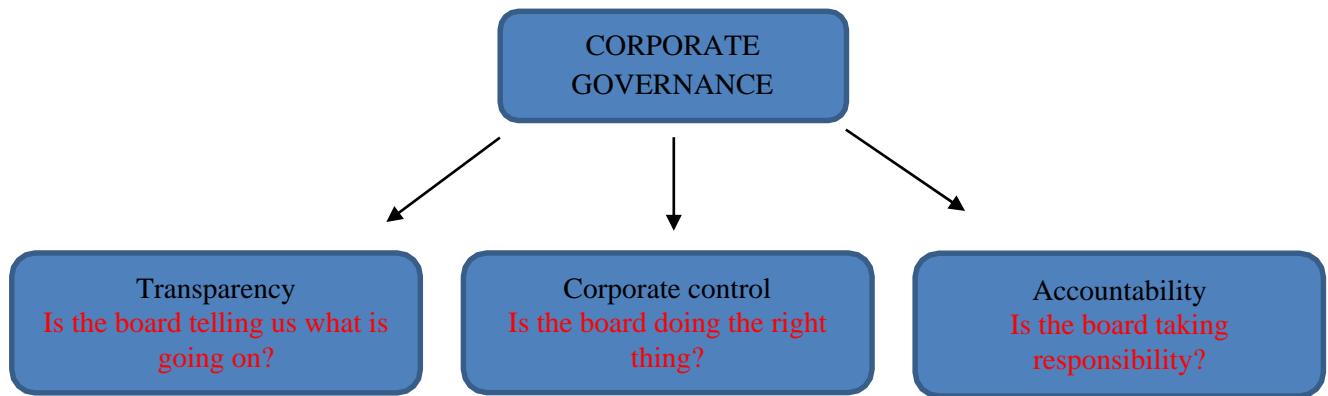 CORPORATE
GOVERNANCE
Transparency
Is the board telling us what is
going on?
Corporate control
Is the board doing the right
thing?
Accountability
Is the board taking
responsibility?